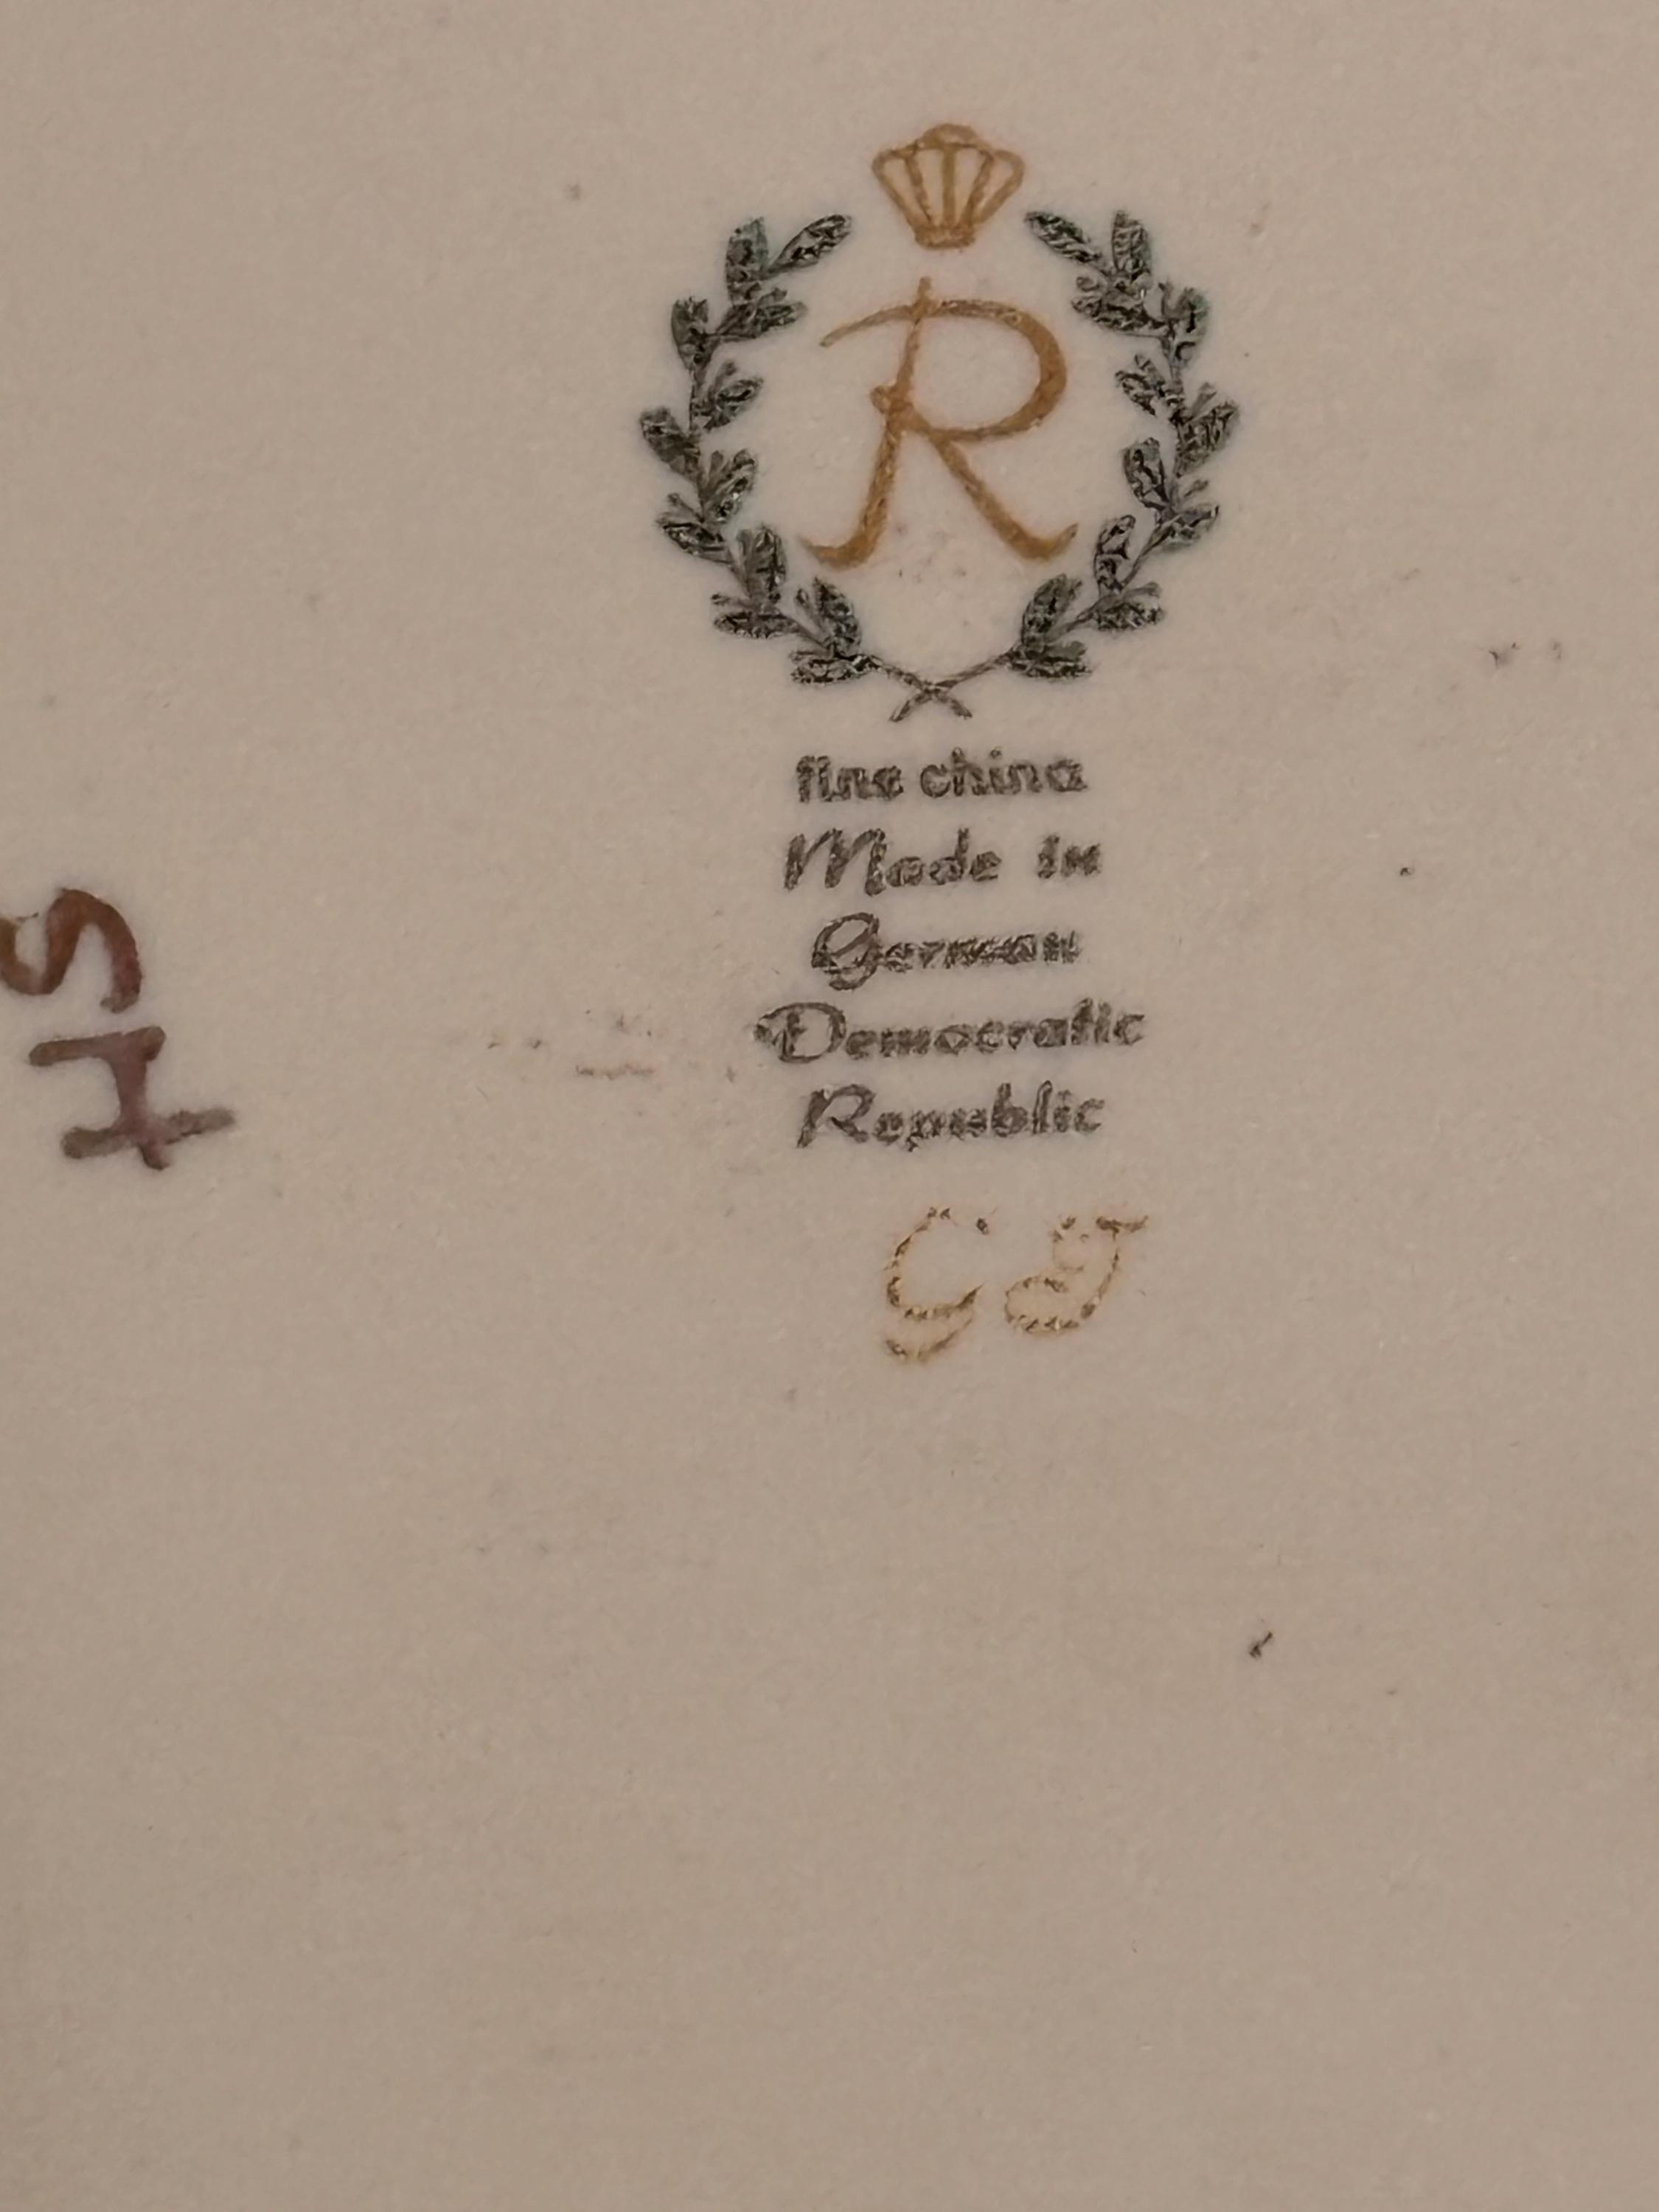 R
fine china
Made in
German
Democratic
Republic